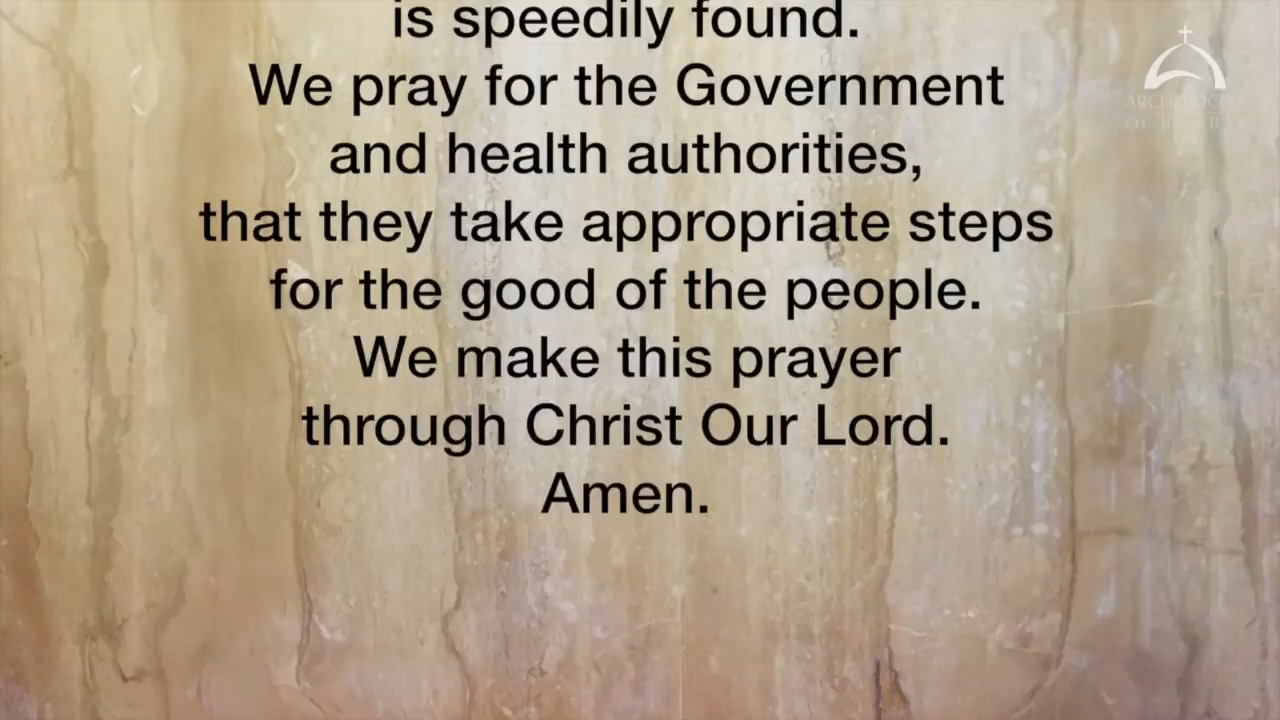 is speedily found.
We pray for the Government
and health authorities,
that they take appropriate steps
for the good of the people.
We make this prayer
through Christ Our Lord.
Amen.